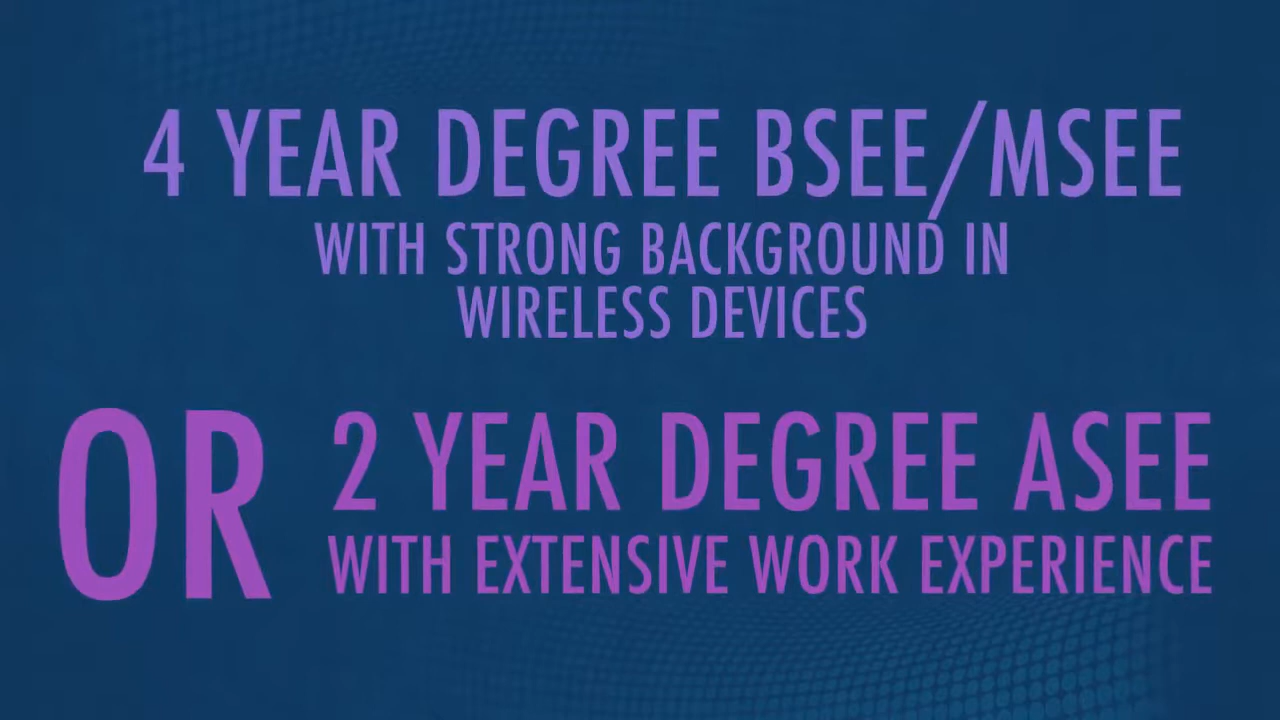 4 YEAR DEGREE BSEE/MSEE
WITH STRONG BACKGROUND IN
WIRELESS DEVICES
OR 2 YEAR DEGREE ASEE
WITH EXTENSIVE WORK EXPERIENCE